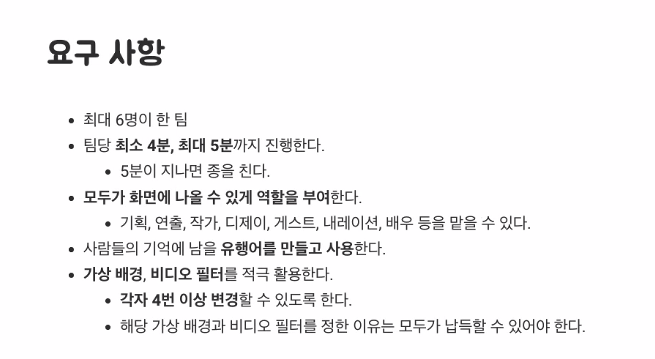 요구 사항
최대 6명이 한 팀
팀당 최소 4분, 최대 5분까지 진행한다.
5분이 지나면 종을 친다.
모두가 화면에 나올 수 있게 역할을 부여한다.
기획, 연출, 작가, 디제이, 게스트, 내레이션, 배우 등을 맡을 수 있다.
사람들의 기억에 남을 유행어를 만들고 사용한다.
가상 배경, 비디오 필터를 적극 활용한다.
각자 4번 이상 변경할 수 있도록 한다.
해당 가상 배경과 비디오 필터를 정한 이유는 모두가 납득할 수 있어야 한다.